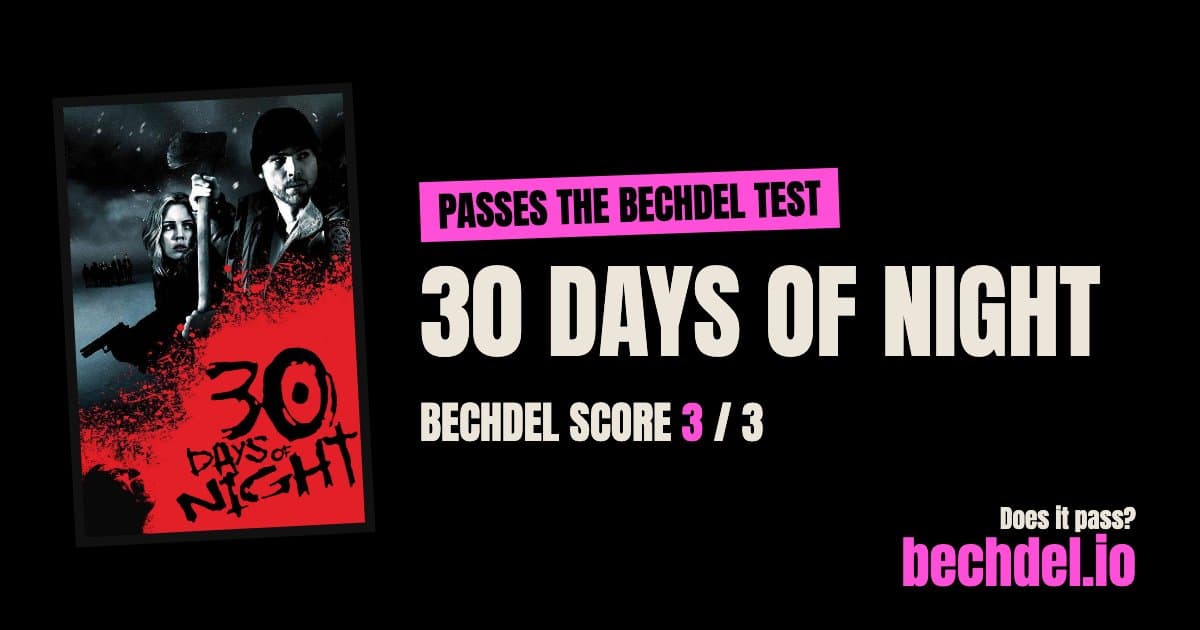 PASSES THE BECHDEL TEST
30 DAYS OF NIGHT
BECHDEL SCORE 3 / 3
30
DAYS OF
NIGHT
Does it pass?
bechdel.io